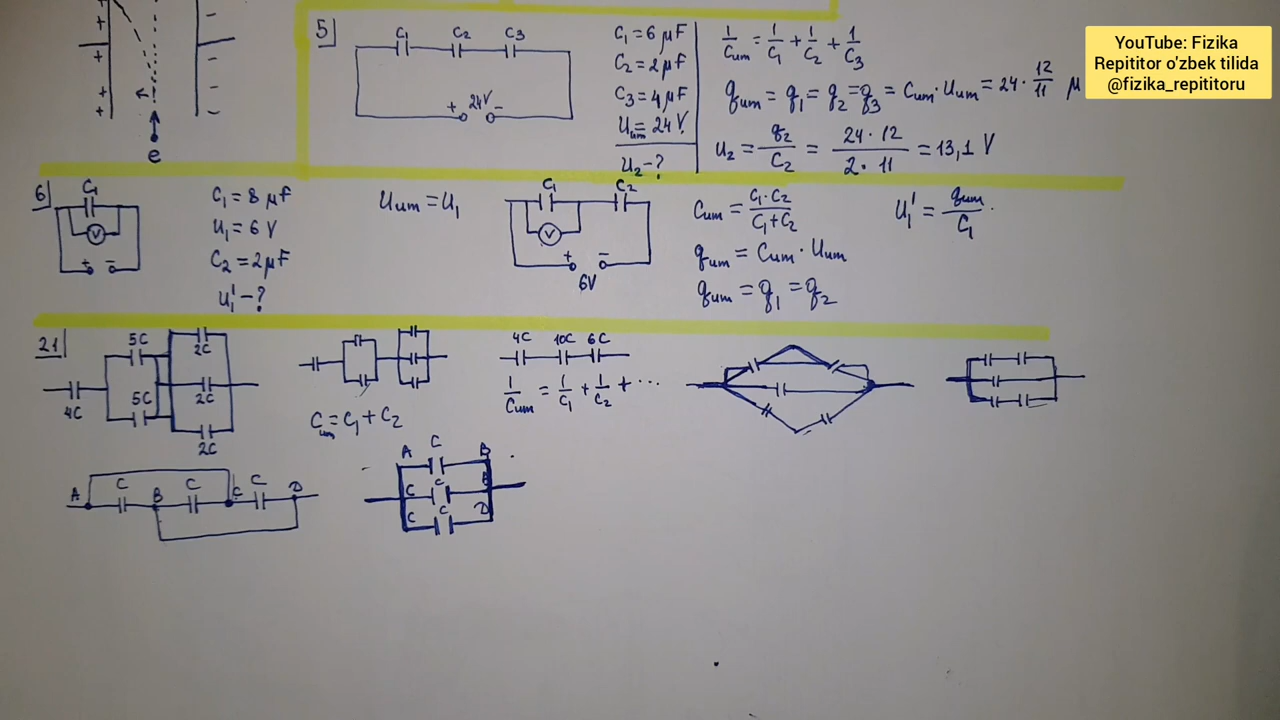 YouTube: Fizika
Repititor o'zbek tilida
@fizika_repititoru
+ −
+ −
+ −
+ −
e
5)
C₁ C₂ C₃
+ 24V −
C₁ = 6 μF
C₂ = 2 μF
C₃ = 4 μF
Uum = 24 V
U₂ − ?
1/Cum = 1/C₁ + 1/C₂ + 1/C₃
qum = q₁ = q₂ = q₃ = Cum · Uum = 24 · 12/11 μ
U₂ = q₂/C₂ = 24 · 12/2 · 11 = 13,1 V
6)
C₁
V
+ −
C₁ = 8 μF
U₁ = 6 V
C₂ = 2 μF
U₁' − ?
Uum = U₁
C₁ C₂
V
+ −
6V
Cum = C₁ · C₂/C₁ + C₂
qum = Cum · Uum
qum = q₁ = q₂
U₁' = qum/C₁
21)
4C 5C 5C 2C 2C 2C
Cum = C₁ + C₂
4C 10C 6C
1/Cum = 1/C₁ + 1/C₂ + ...
A C B C C C D
A C B
C C B
C C D